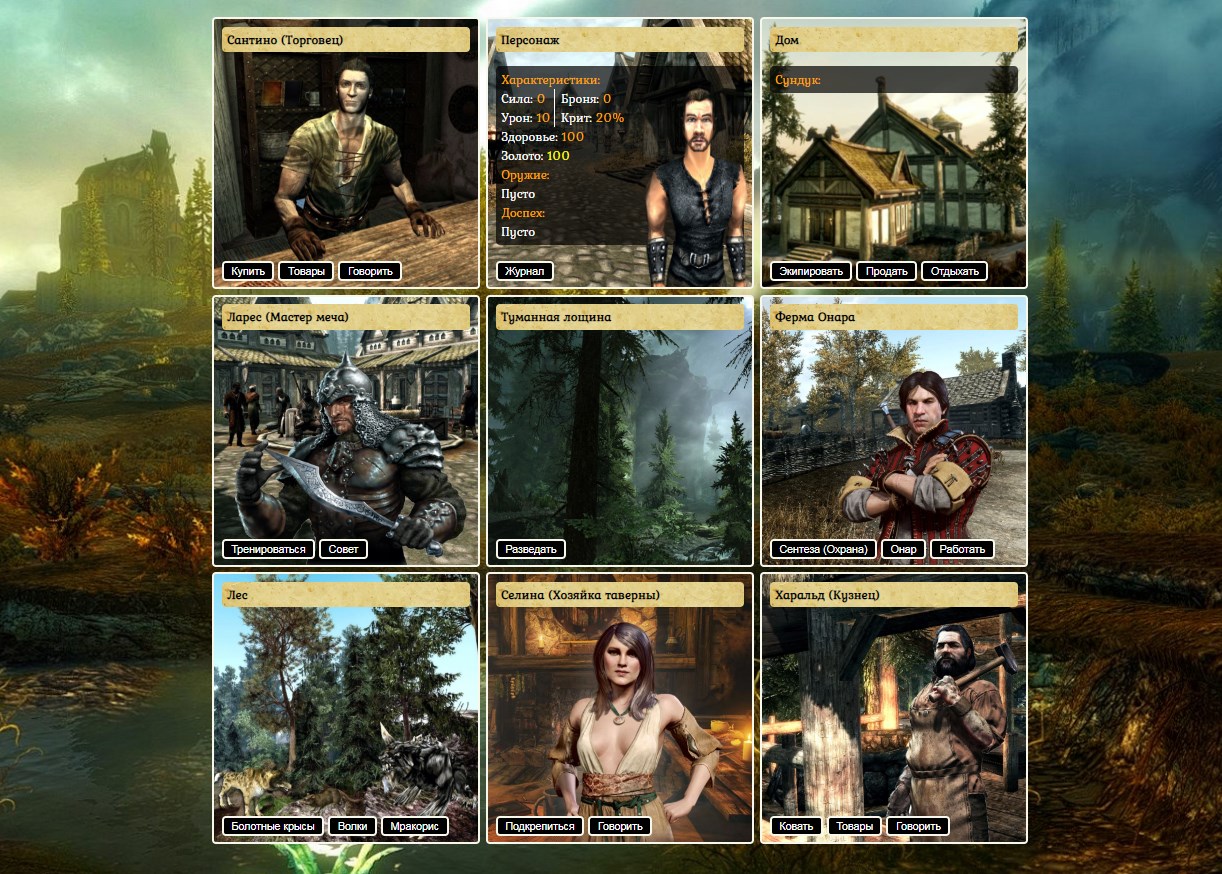 Сантино (Торговец)
Купить Товары Говорить
Персонаж
Характеристики:
Сила: 0 Броня: 0
Урон: 10 Крит: 20%
Здоровье: 100
Золото: 100
Оружие:
Пусто
Доспех:
Пусто
Журнал
Дом
Сундук:
Экипировать Продать Отдыхать
Ларес (Мастер меча)
Тренироваться Совет
Туманная лощина
Разведать
Ферма Онара
Сентеза (Охрана) Онар Работать
Лес
Болотные крысы Волки Мракорис
Селина (Хозяйка таверны)
Подкрепиться Говорить
Харальд (Кузнец)
Ковать Товары Говорить